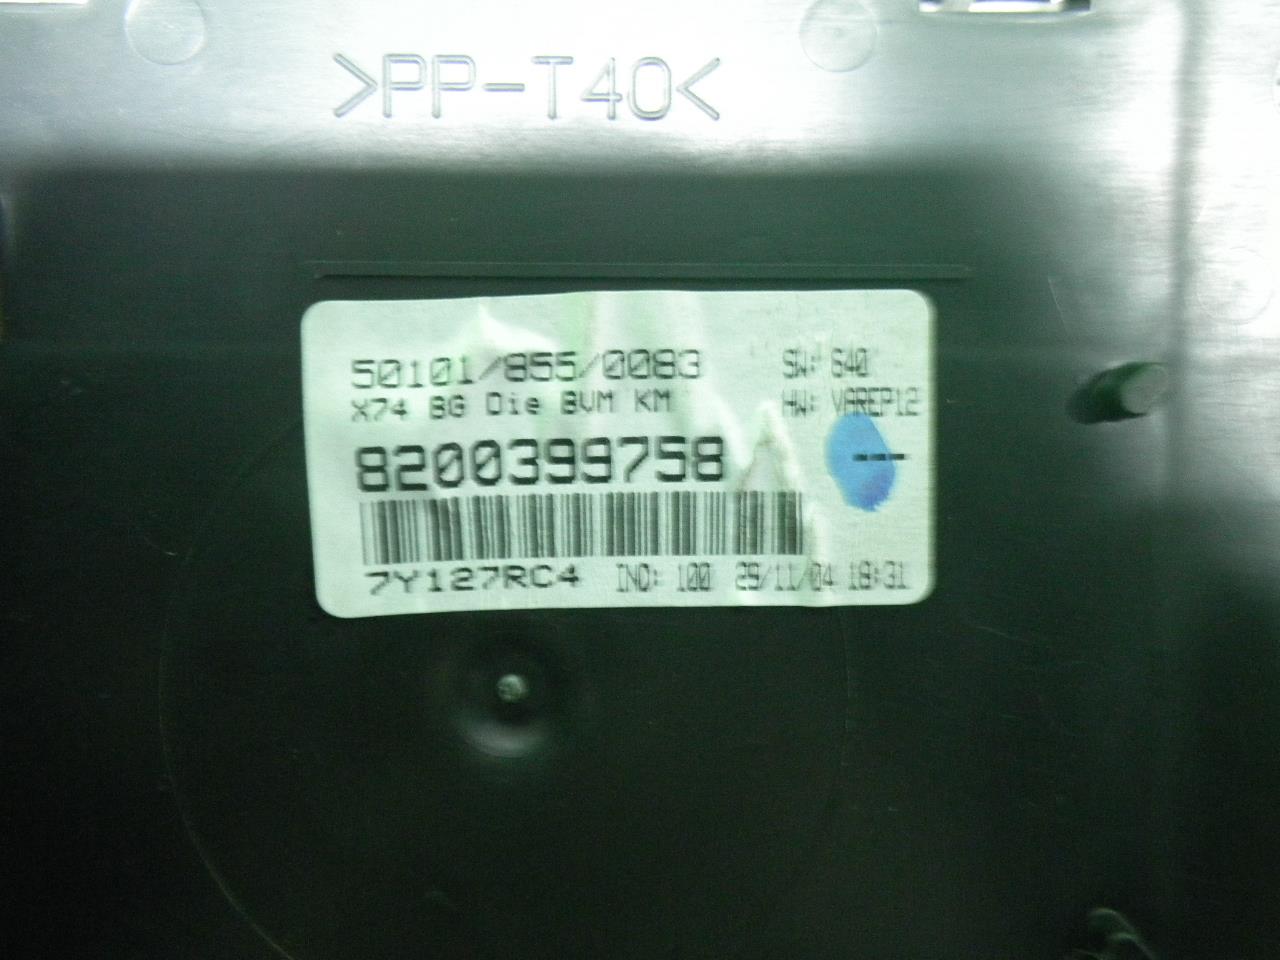 >PP-T40<
50101/855/0083 SW: 640
X74 BG Die BVM KM HW: VAREP12
8200399758 ---
7Y127RC4 IND: 100 29/11/04 18:31